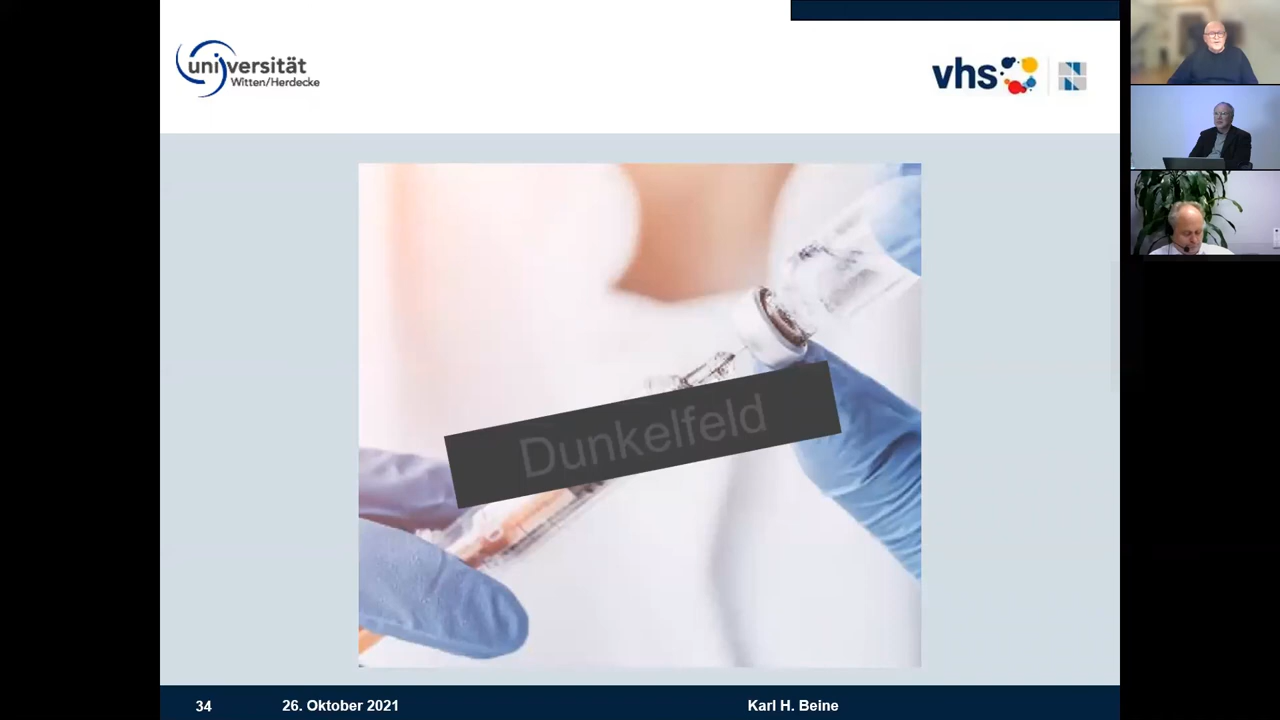 universität
Witten/Herdecke
vhs
Dunkelfeld
34
26. Oktober 2021
Karl H. Beine